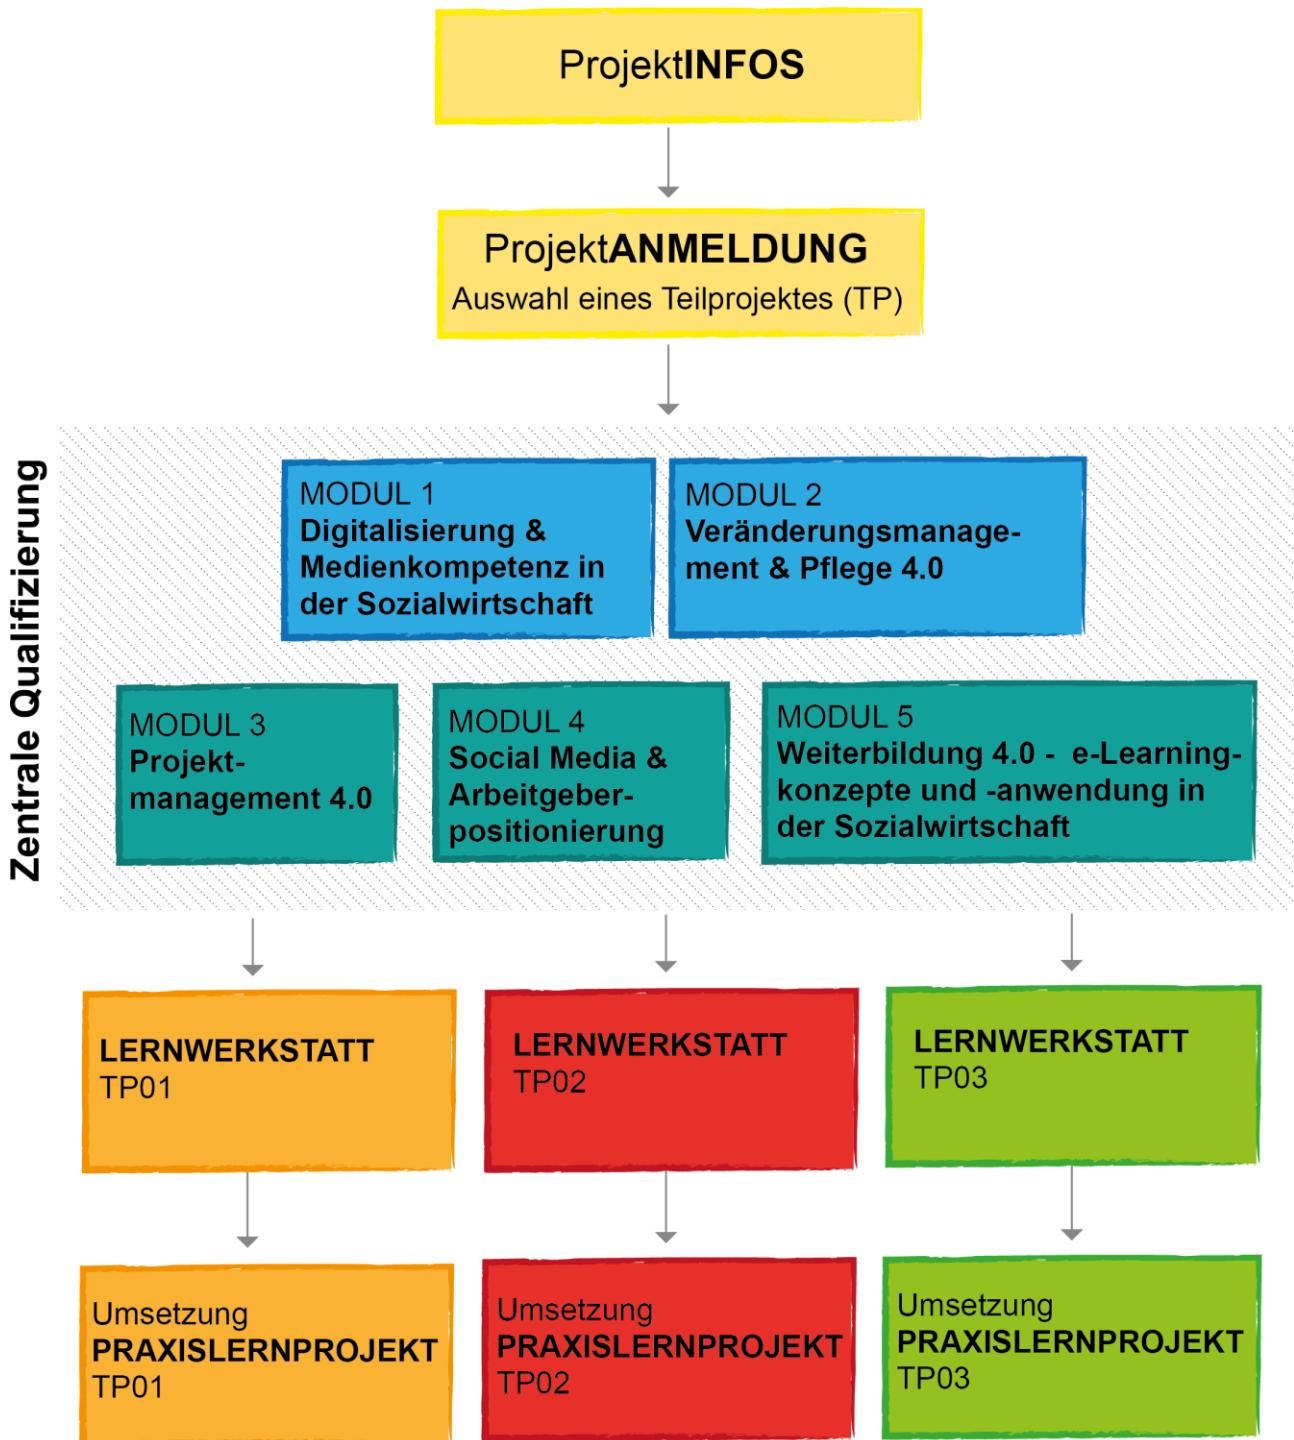 ProjektINFOS
ProjektANMELDUNG
Auswahl eines Teilprojektes (TP)
Zentrale Qualifizierung
MODUL 1
Digitalisierung &
Medienkompetenz in
der Sozialwirtschaft
MODUL 2
Veränderungsmanage-
ment & Pflege 4.0
MODUL 3
Projekt-
management 4.0
MODUL 4
Social Media &
Arbeitgeber-
positionierung
MODUL 5
Weiterbildung 4.0 - e-Learning-
konzepte und -anwendung in
der Sozialwirtschaft
LERNWERKSTATT
TP01
LERNWERKSTATT
TP02
LERNWERKSTATT
TP03
Umsetzung
PRAXISLERNPROJEKT
TP01
Umsetzung
PRAXISLERNPROJEKT
TP02
Umsetzung
PRAXISLERNPROJEKT
TP03